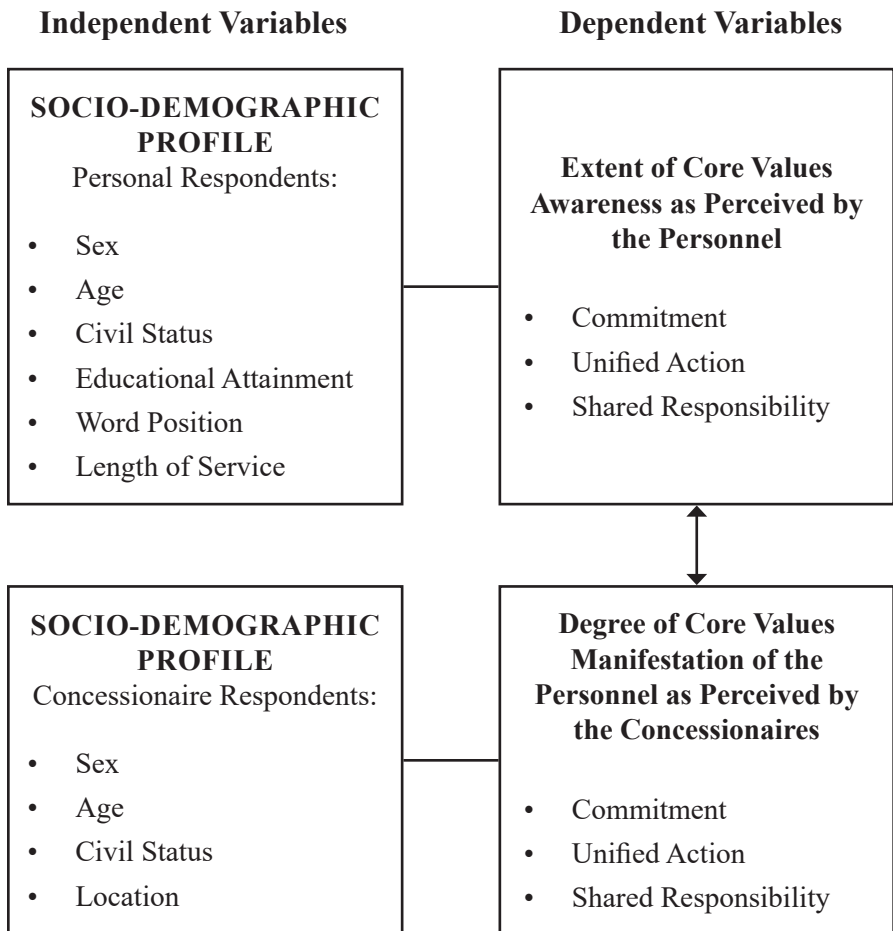 Independent Variables
Dependent Variables
SOCIO-DEMOGRAPHIC
PROFILE
Personal Respondents:
• Sex
• Age
• Civil Status
• Educational Attainment
• Word Position
• Length of Service
Extent of Core Values
Awareness as Perceived by
the Personnel
• Commitment
• Unified Action
• Shared Responsibility
SOCIO-DEMOGRAPHIC
PROFILE
Concessionaire Respondents:
• Sex
• Age
• Civil Status
• Location
Degree of Core Values
Manifestation of the
Personnel as Perceived by
the Concessionaires
• Commitment
• Unified Action
• Shared Responsibility